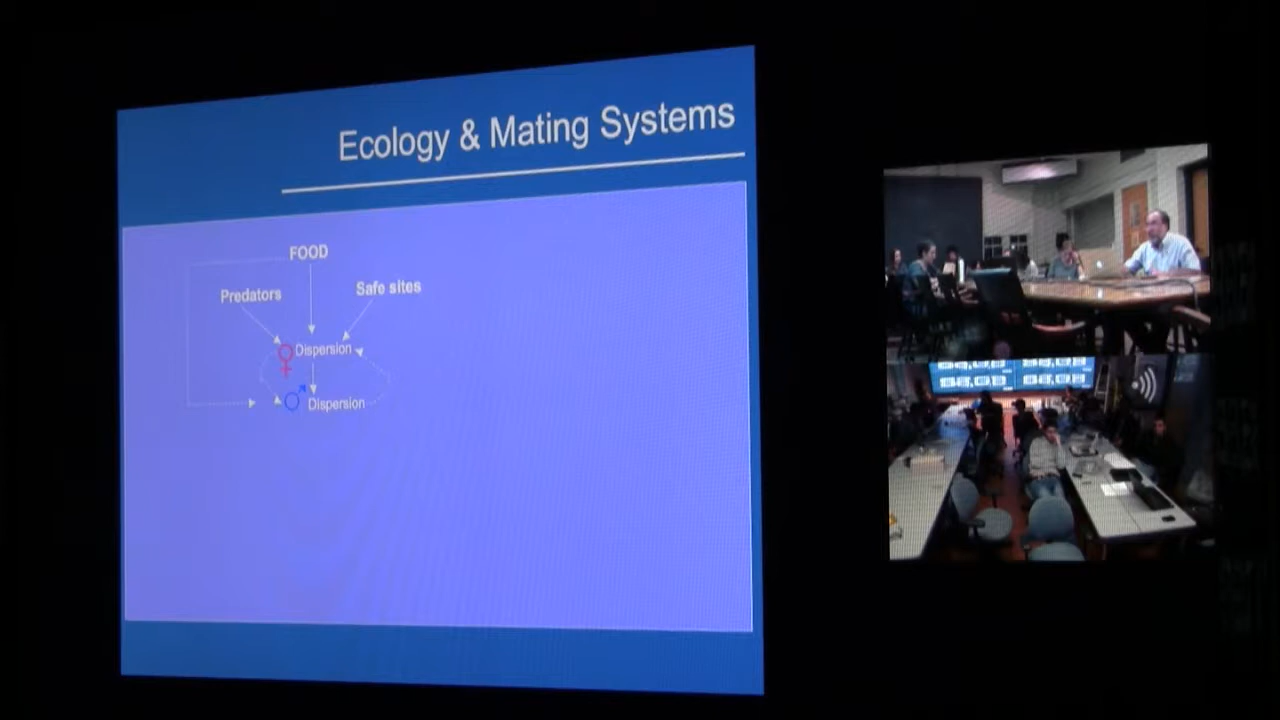 Ecology & Mating Systems
FOOD
Predators
Safe sites
♀ Dispersion
♂ Dispersion